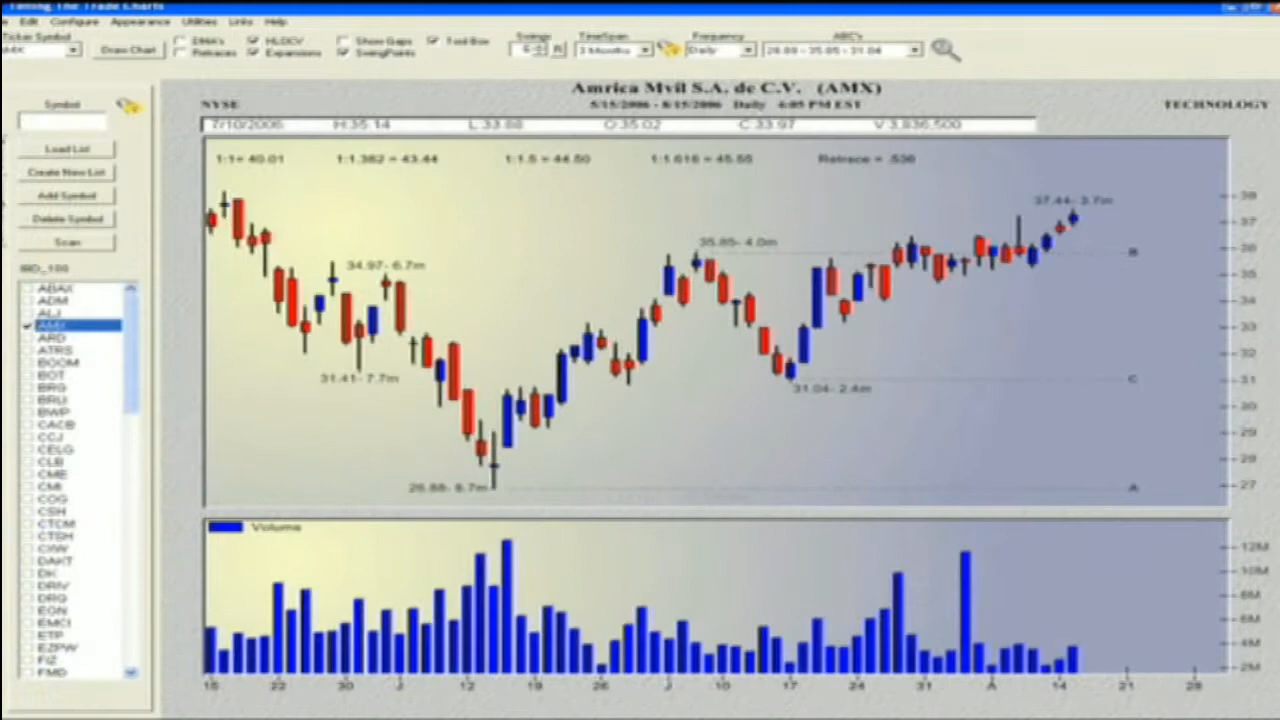 Timing The Trade Charts
Edit Configure Appearance Utilities Links Help
Ticker Symbol
AMX
Draw Chart
DMA's
Retraces
HLOCV
Expansions
Show Gaps
SwingPoints
Tool Box
Swings
TimeSpan
3 Months
Frequency
Daily
ABC's
26.88 - 35.85 - 31.04
Amrica Mvil S.A. de C.V. (AMX)
NYSE
5/15/2006 - 8/15/2006 Daily 6:05 PM EST
TECHNOLOGY
7/10/2006 H:35.14 L:33.88 O:35.02 C:33.97 V:3,836,500
1:1= 40.01 1:1.382 = 43.44 1:1.5 = 44.50 1:1.618 = 45.55 Retrace = .536
Symbol
Load List
Create New List
Add Symbol
Delete Symbol
Scan
IBD_100
ABAX
ADM
ALJ
AMX
ARD
ATRS
BOOM
BOT
BRG
BRLI
BWP
CACB
CCJ
CELG
CLB
CME
CMI
COG
CSH
CTCM
CTSH
DAKT
DK
DRIV
DRQ
EON
EMCI
ETP
EZPW
FIZ
FMD
37.44- 3.7m
35.85- 4.0m
34.97- 6.7m
31.41- 7.7m
31.04- 2.4m
B
C
A
38
37
36
35
34
33
32
31
30
29
28
27
Volume
12M
10M
8M
6M
4M
2M
15 22 30 J 12 19 26 J 10 17 24 31 A 14 21 28